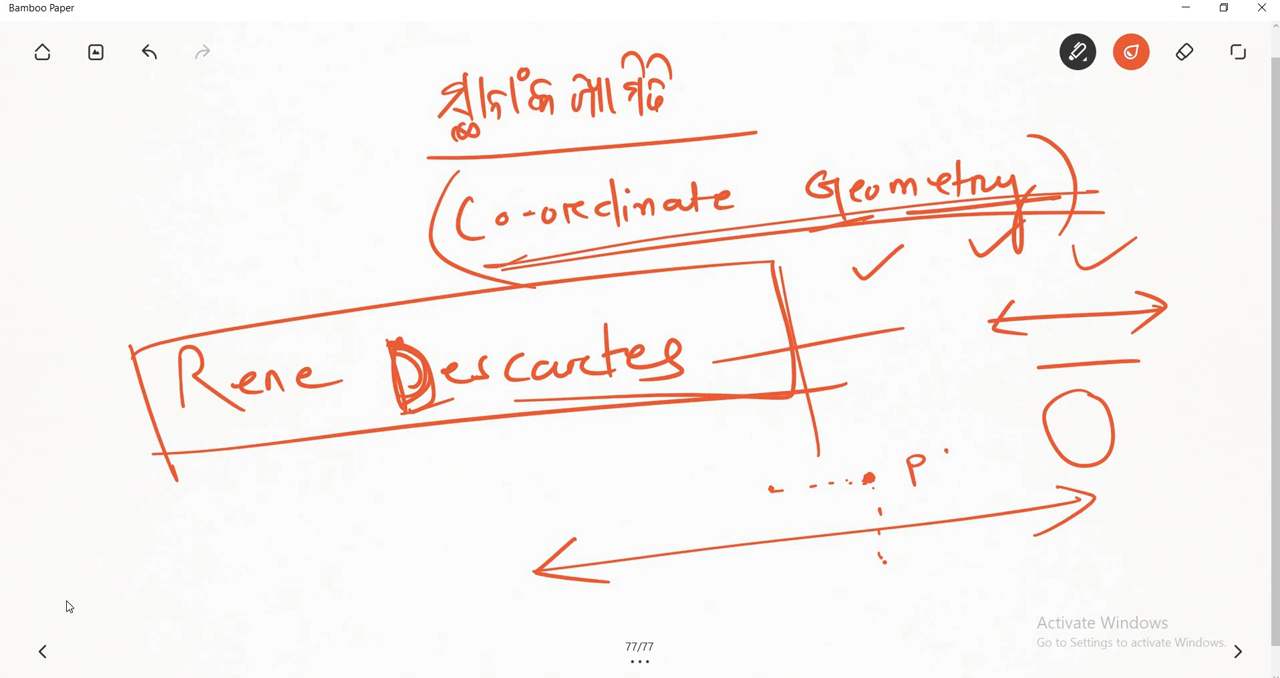 Bamboo Paper
ସ୍ଥାନାଂକ ଜ୍ୟାମିତି
(Co-ordinate Geometry)
Rene Descartes
P
77/77
Activate Windows
Go to Settings to activate Windows.